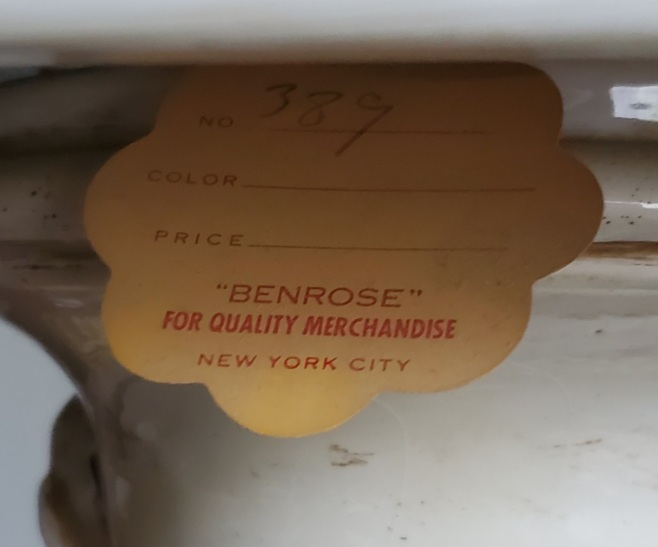 NO 389
COLOR
PRICE
"BENROSE"
FOR QUALITY MERCHANDISE
NEW YORK CITY